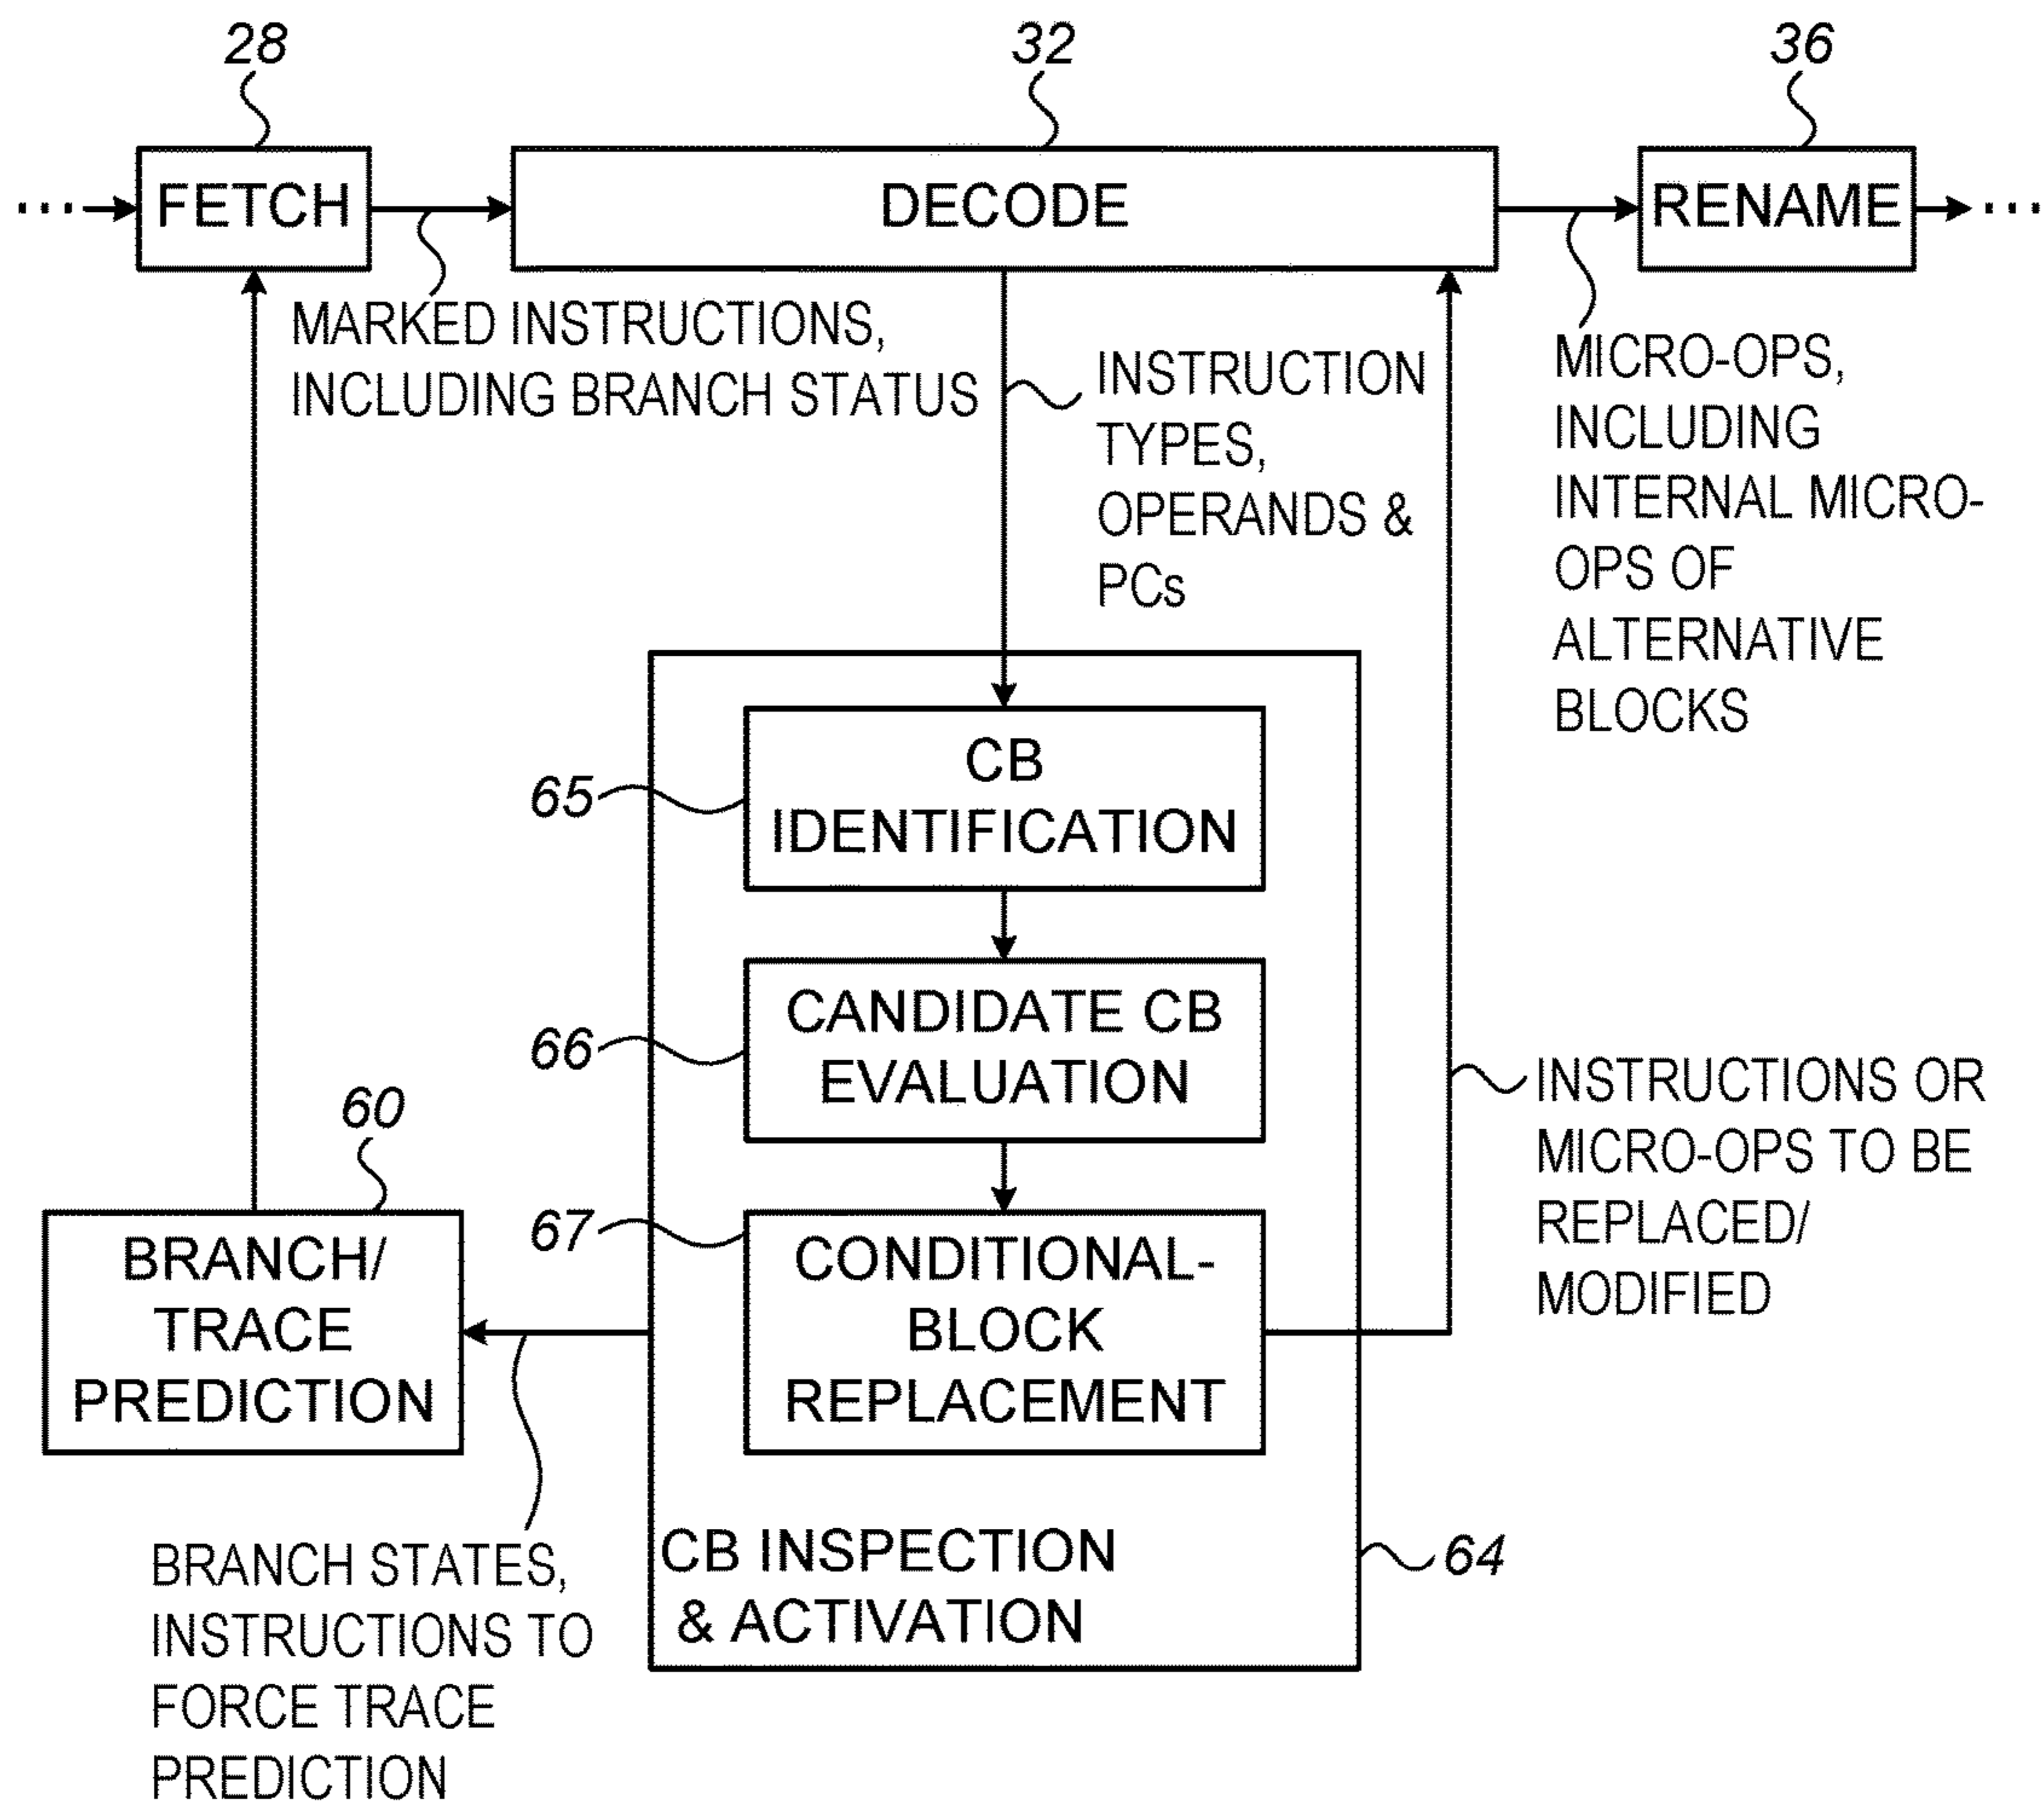 28
32
36
...
FETCH
DECODE
RENAME
...
MARKED INSTRUCTIONS,
INCLUDING BRANCH STATUS
INSTRUCTION
TYPES,
OPERANDS &
PCs
MICRO-OPS,
INCLUDING
INTERNAL MICRO-
OPS OF
ALTERNATIVE
BLOCKS
65
CB
IDENTIFICATION
66
CANDIDATE CB
EVALUATION
67
CONDITIONAL-
BLOCK
REPLACEMENT
INSTRUCTIONS OR
MICRO-OPS TO BE
REPLACED/
MODIFIED
60
BRANCH/
TRACE
PREDICTION
BRANCH STATES,
INSTRUCTIONS TO
FORCE TRACE
PREDICTION
CB INSPECTION
& ACTIVATION
64